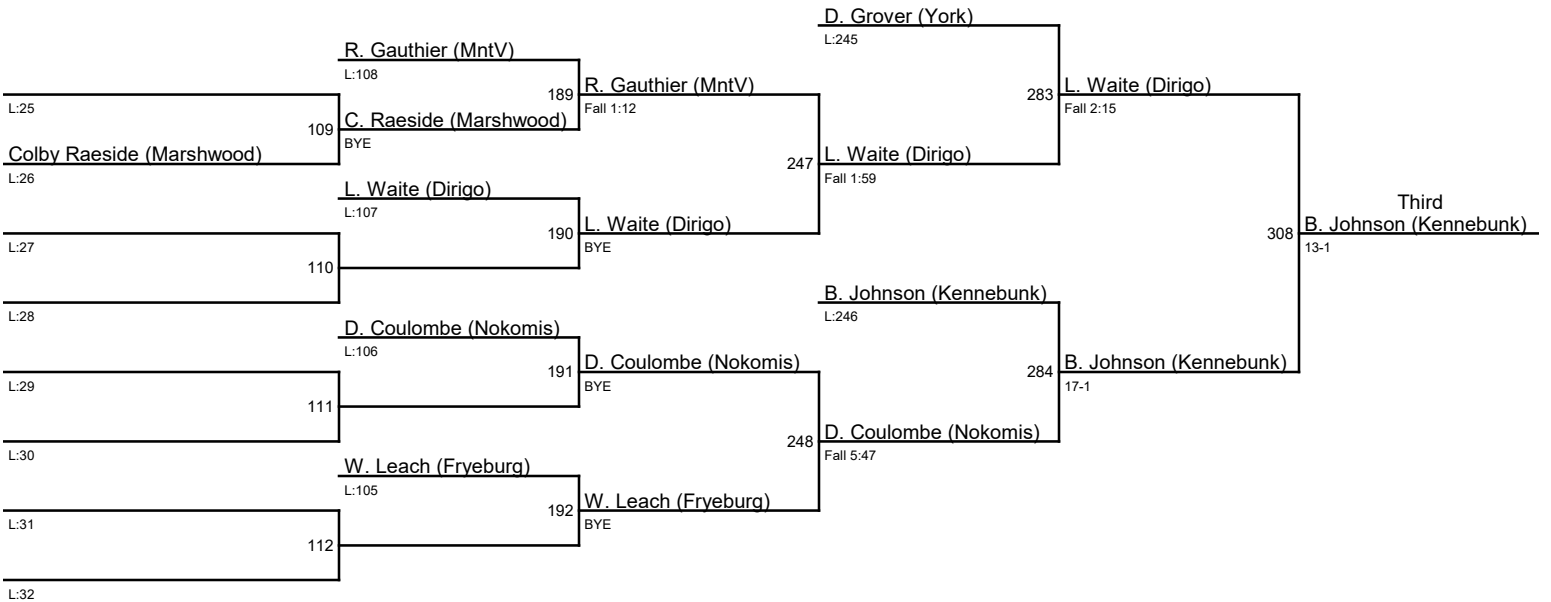 D. Grover (York)
L:245
R. Gauthier (MntV)
L:108
189
R. Gauthier (MntV)
Fall 1:12
283
L. Waite (Dirigo)
Fall 2:15
L:25
109
C. Raeside (Marshwood)
BYE
Colby Raeside (Marshwood)
L:26
247
L. Waite (Dirigo)
Fall 1:59
L. Waite (Dirigo)
L:107
190
L. Waite (Dirigo)
BYE
Third
308
B. Johnson (Kennebunk)
13-1
L:27
110
L:28
B. Johnson (Kennebunk)
L:246
D. Coulombe (Nokomis)
L:106
191
D. Coulombe (Nokomis)
BYE
284
B. Johnson (Kennebunk)
17-1
L:29
111
L:30
248
D. Coulombe (Nokomis)
Fall 5:47
W. Leach (Fryeburg)
L:105
192
W. Leach (Fryeburg)
BYE
L:31
112
L:32